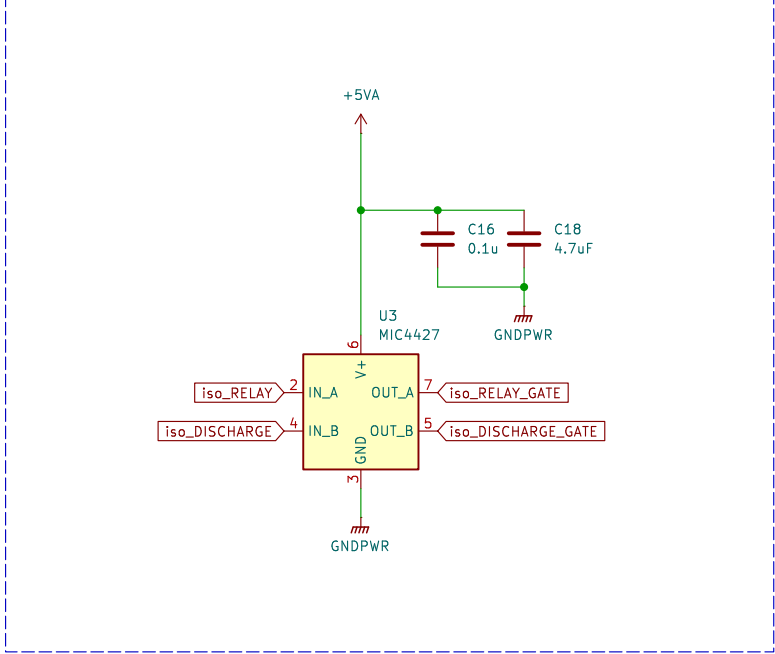 +5VA
C16
0.1u
C18
4.7uF
GNDPWR
U3
MIC4427
6
V+
iso_RELAY
2
IN_A
OUT_A
7
iso_RELAY_GATE
iso_DISCHARGE
4
IN_B
OUT_B
5
iso_DISCHARGE_GATE
GND
3
GNDPWR